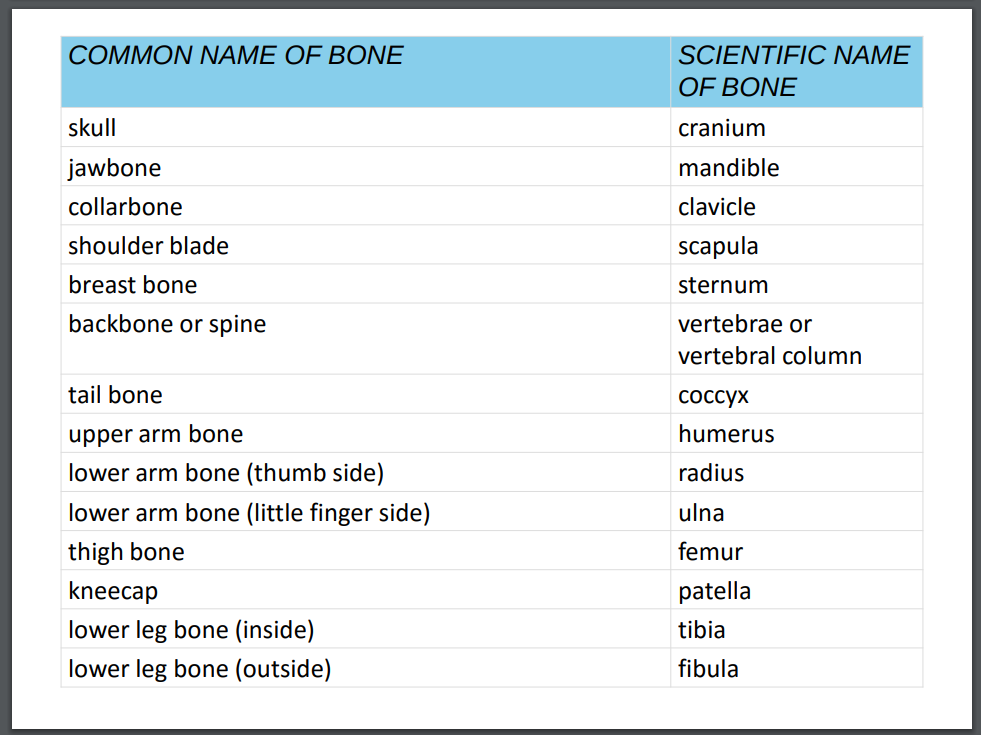 COMMON NAME OF BONE
SCIENTIFIC NAME
OF BONE
skull
cranium
jawbone
mandible
collarbone
clavicle
shoulder blade
scapula
breast bone
sternum
backbone or spine
vertebrae or
vertebral column
tail bone
coccyx
upper arm bone
humerus
lower arm bone (thumb side)
radius
lower arm bone (little finger side)
ulna
thigh bone
femur
kneecap
patella
lower leg bone (inside)
tibia
lower leg bone (outside)
fibula